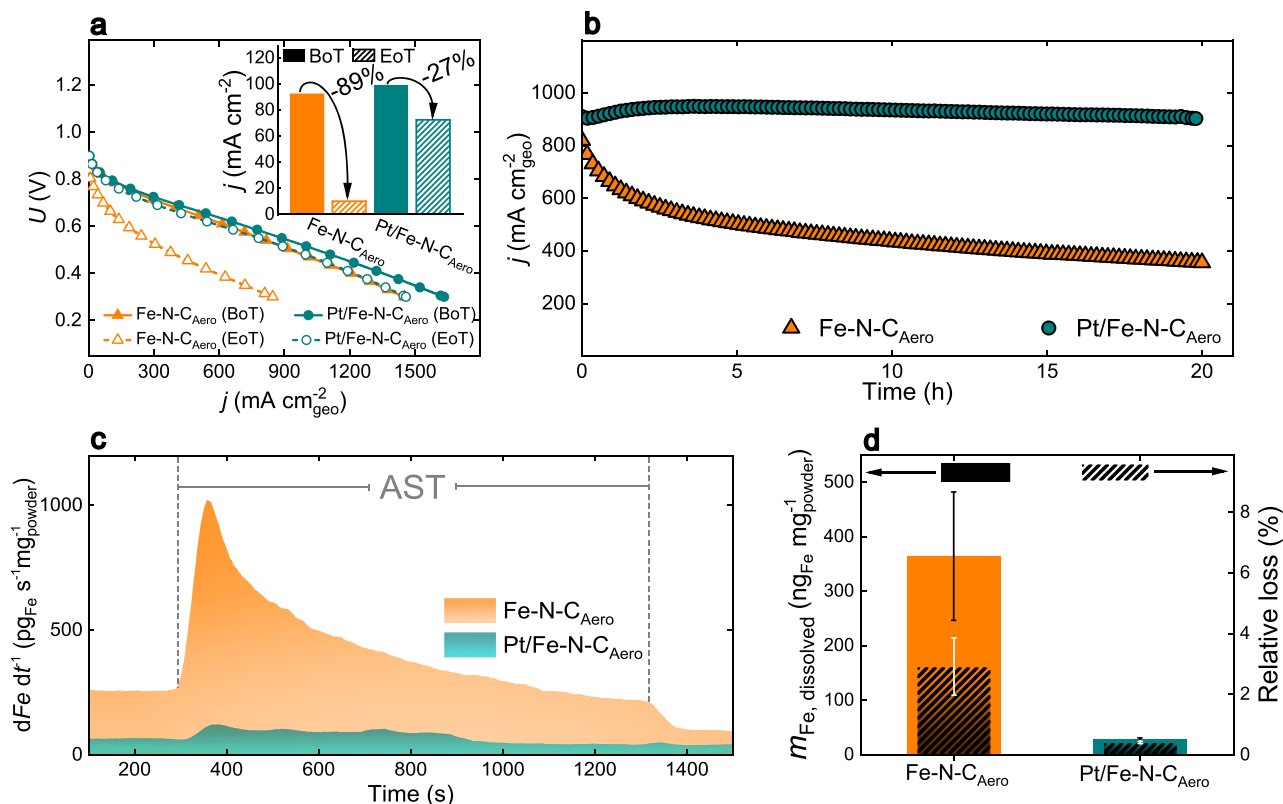 a
U (V)
1.2
1.0
0.8
0.6
0.4
0.2
0 300 600 900 1200 1500
j (mA cm⁻²geo)
Fe-N-CAero (BoT)
Pt/Fe-N-CAero (BoT)
Fe-N-CAero (EoT)
Pt/Fe-N-CAero (EoT)
BoT EoT
j (mA cm⁻²)
120
100
80
60
40
20
0
-89%
-27%
Fe-N-CAero
Pt/Fe-N-CAero
b
j (mA cm⁻²geo)
1000
800
600
400
200
0 5 10 15 20
Time (h)
Fe-N-CAero
Pt/Fe-N-CAero
c
dFe dt⁻¹ (pgFe s⁻¹mg⁻¹powder)
1000
500
0
AST
Fe-N-CAero
Pt/Fe-N-CAero
200 400 600 800 1000 1200 1400
Time (s)
d
mFe, dissolved (ngFe mg⁻¹powder)
500
400
300
200
100
0
Relative loss (%)
8
6
4
2
0
Fe-N-CAero
Pt/Fe-N-CAero